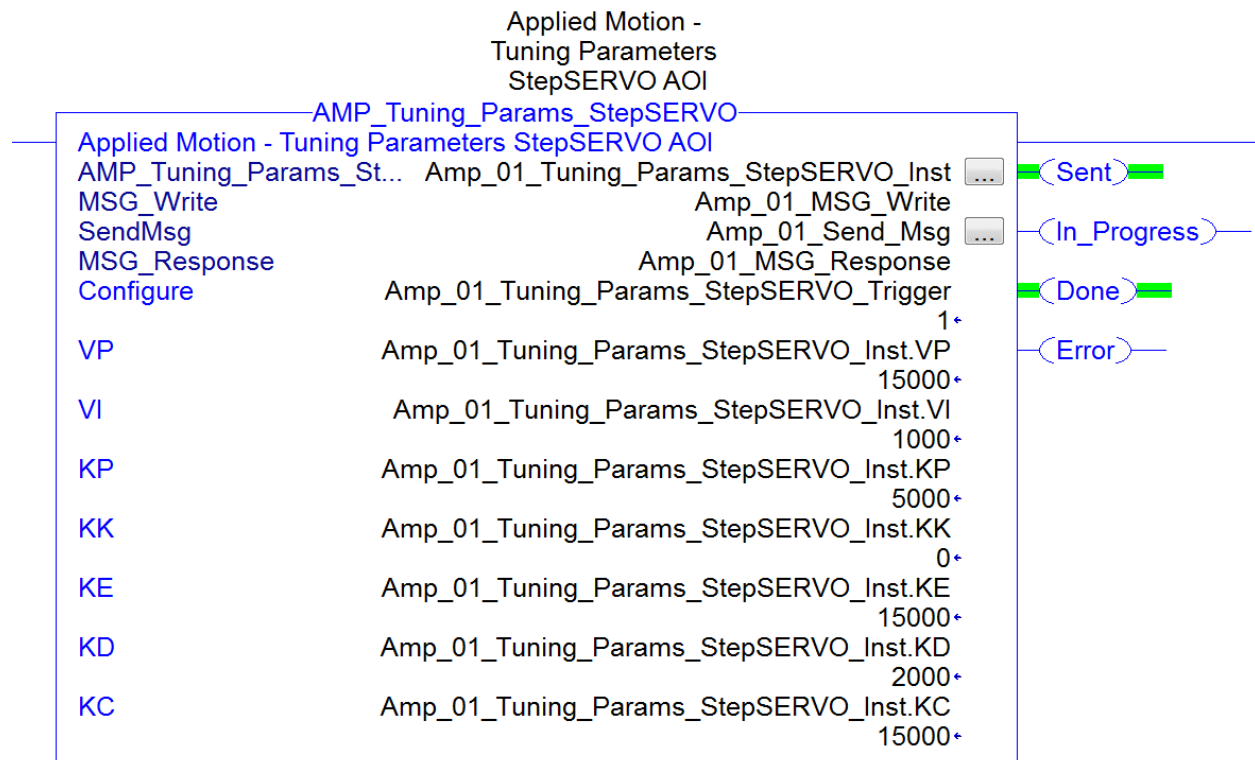 Applied Motion -
Tuning Parameters
StepSERVO AOI
AMP_Tuning_Params_StepSERVO
Applied Motion - Tuning Parameters StepSERVO AOI
AMP_Tuning_Params_St... Amp_01_Tuning_Params_StepSERVO_Inst ... Sent
MSG_Write Amp_01_MSG_Write
SendMsg Amp_01_Send_Msg ... In_Progress
MSG_Response Amp_01_MSG_Response
Configure Amp_01_Tuning_Params_StepSERVO_Trigger Done
1
VP Amp_01_Tuning_Params_StepSERVO_Inst.VP Error
15000
VI Amp_01_Tuning_Params_StepSERVO_Inst.VI
1000
KP Amp_01_Tuning_Params_StepSERVO_Inst.KP
5000
KK Amp_01_Tuning_Params_StepSERVO_Inst.KK
0
KE Amp_01_Tuning_Params_StepSERVO_Inst.KE
15000
KD Amp_01_Tuning_Params_StepSERVO_Inst.KD
2000
KC Amp_01_Tuning_Params_StepSERVO_Inst.KC
15000